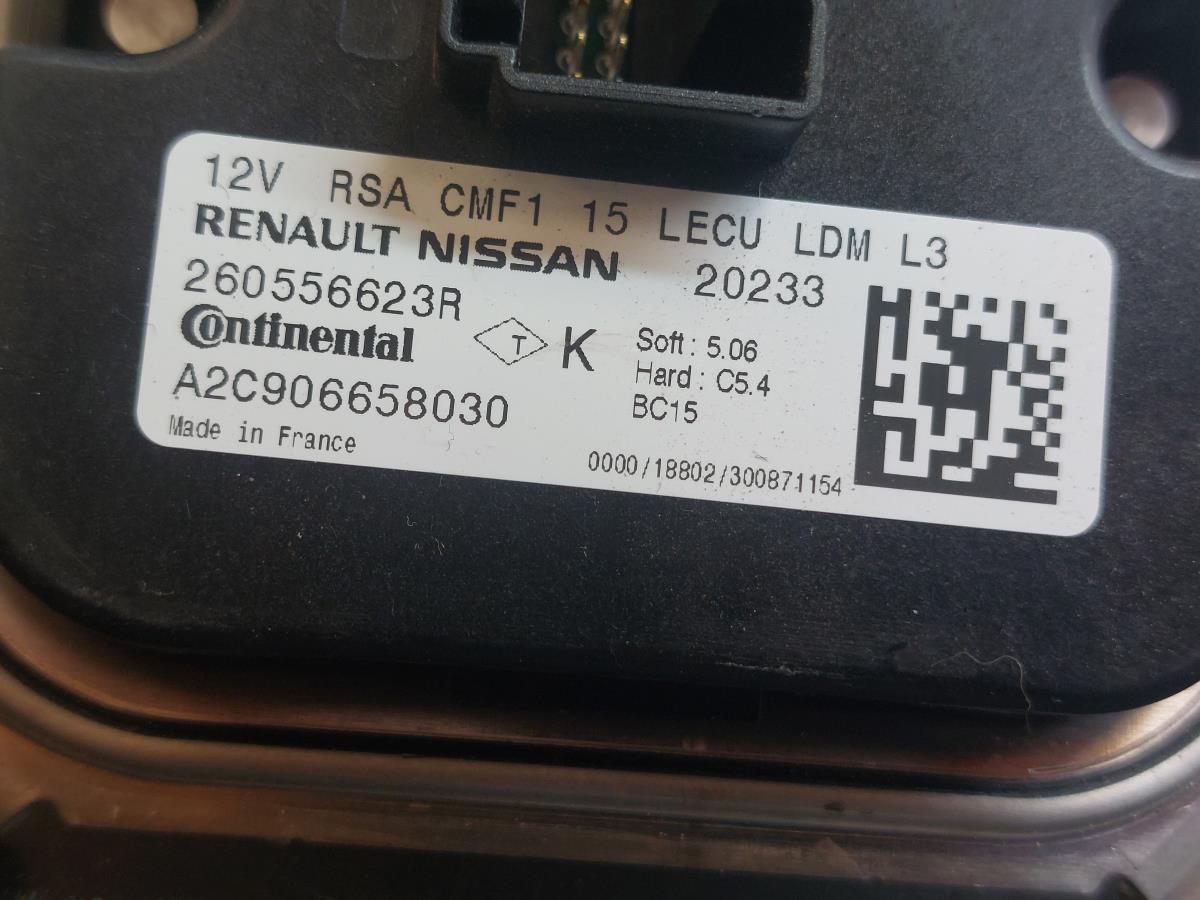 12V RSA CMF1 15 LECU LDM L3
RENAULT NISSAN 20233
260556623R
Continental T K
Soft: 5.06
Hard: C5.4
BC15
A2C906658030
Made in France
0000/18802/300871154